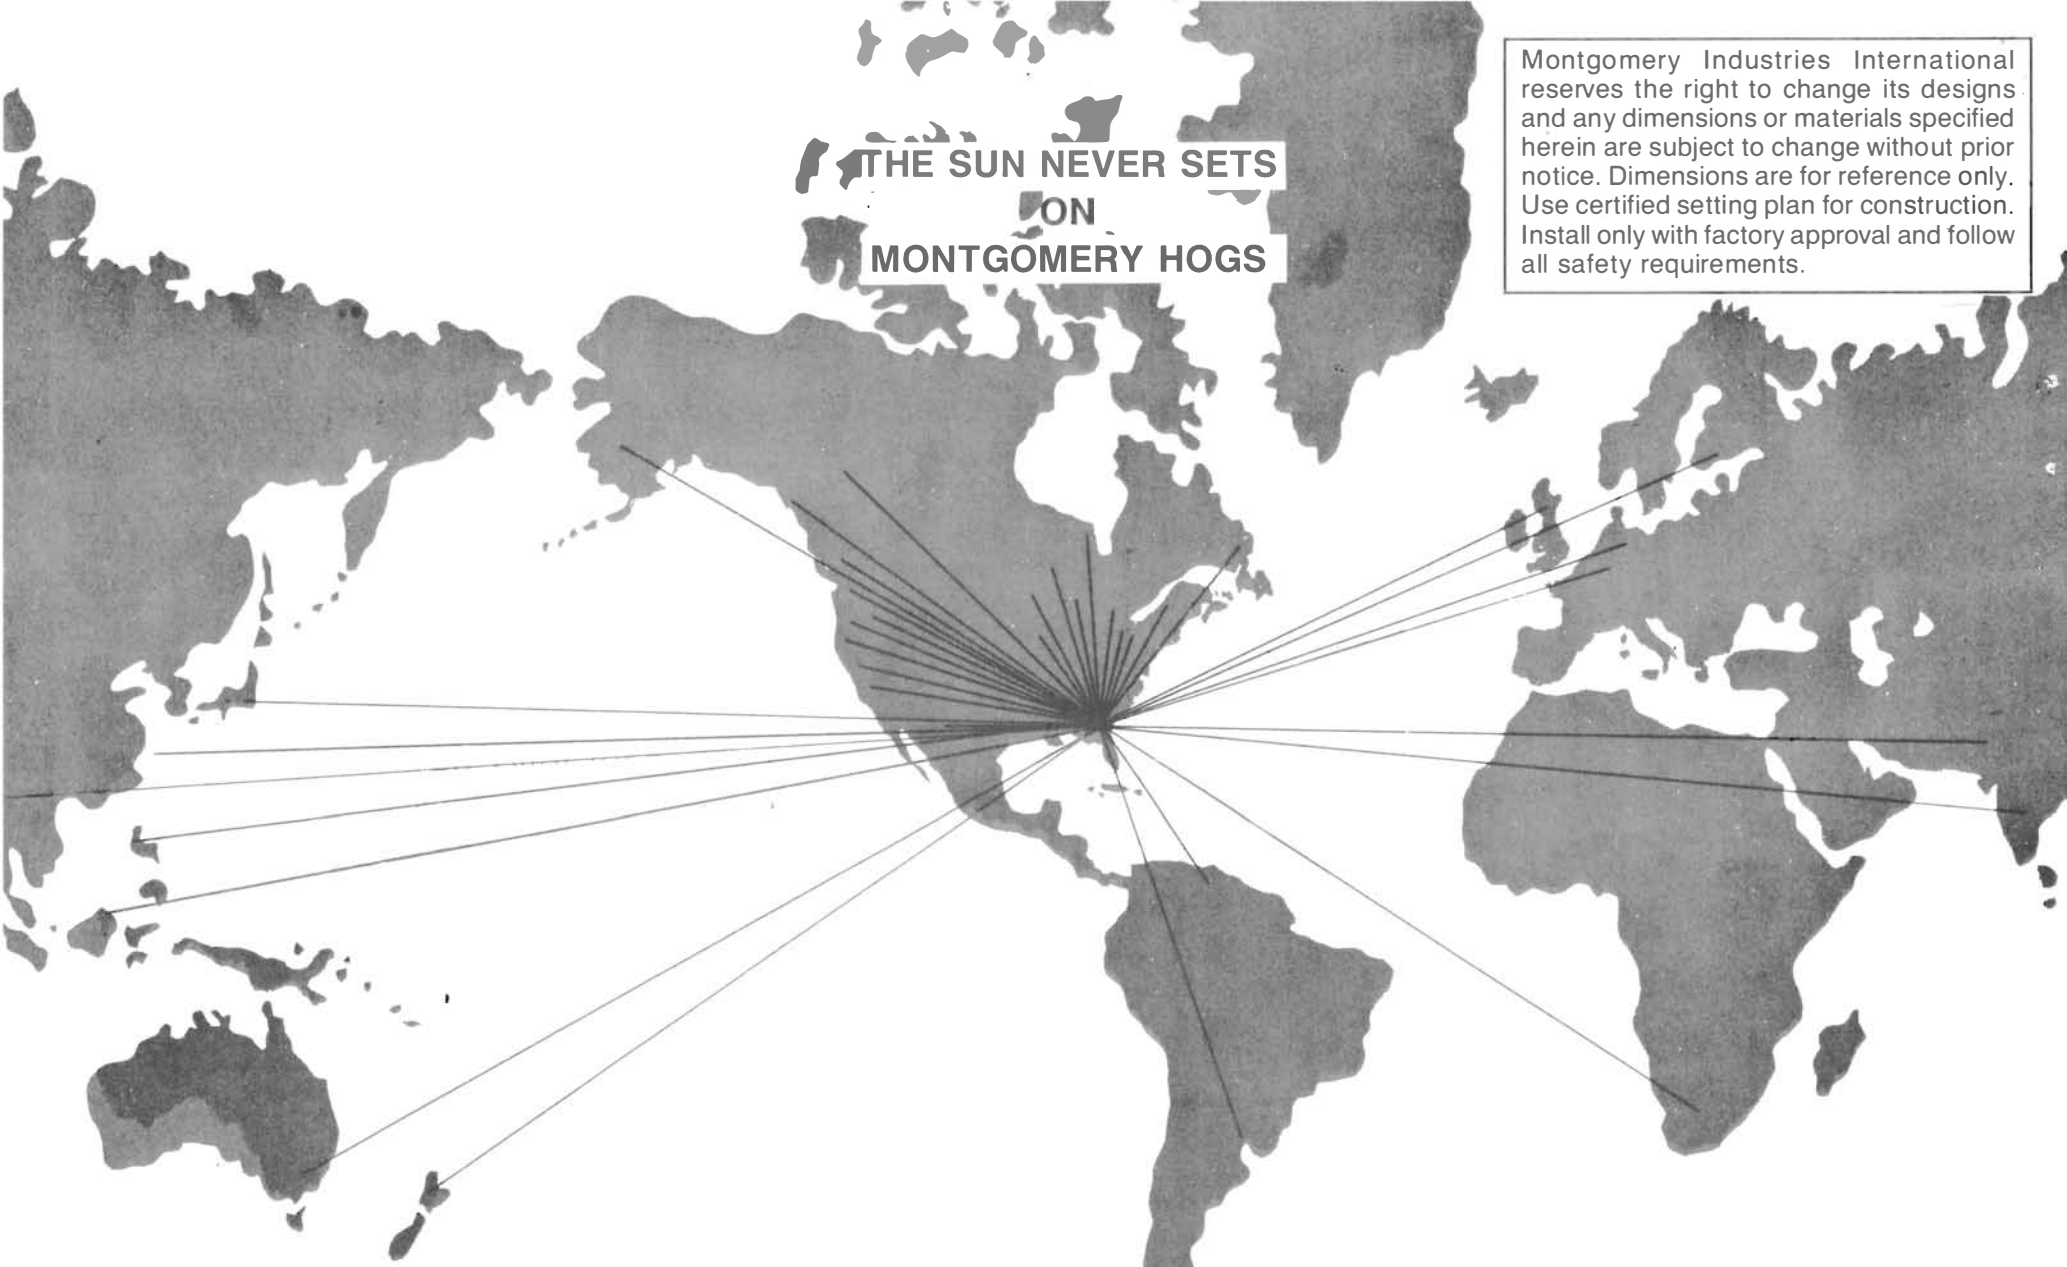 THE SUN NEVER SETS
ON
MONTGOMERY HOGS
Montgomery Industries International
reserves the right to change its designs
and any dimensions or materials specified
herein are subject to change without prior
notice. Dimensions are for reference only.
Use certified setting plan for construction.
Install only with factory approval and follow
all safety requirements.